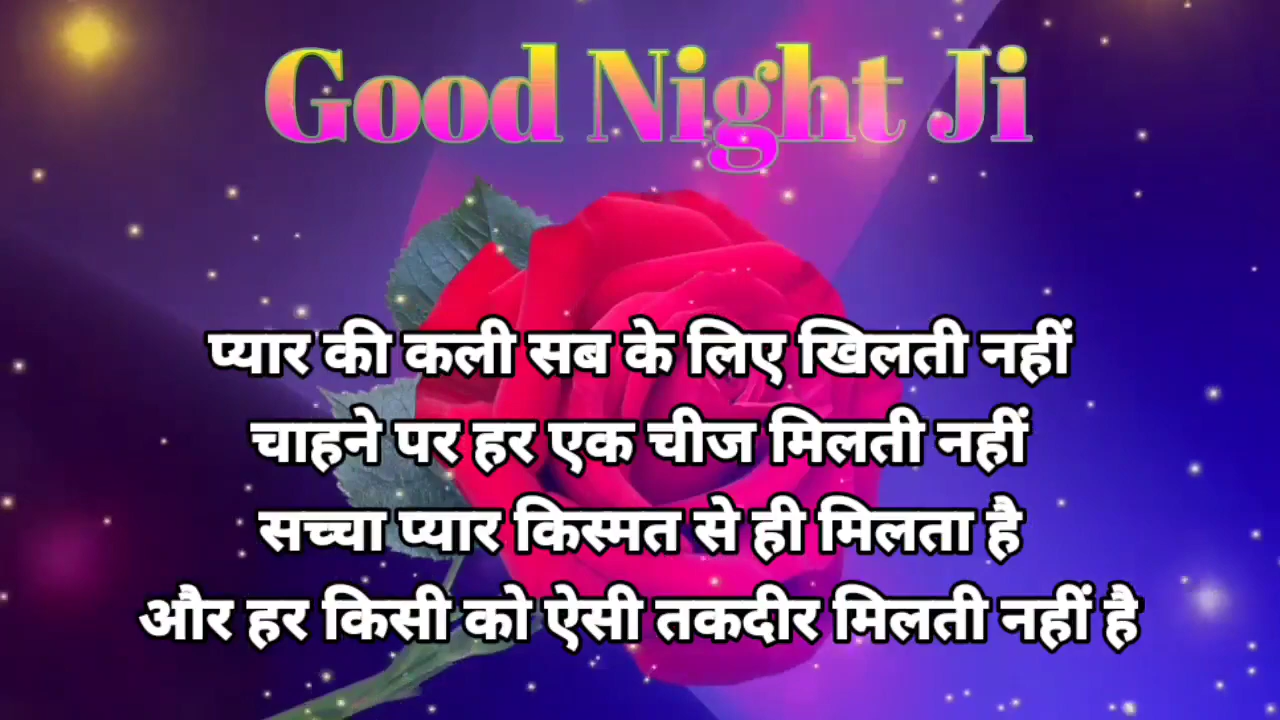 Good Night Ji
प्यार की कली सब के लिए खिलती नहीं
चाहने पर हर एक चीज मिलती नहीं
सच्चा प्यार किस्मत से ही मिलता है
और हर किसी को ऐसी तकदीर मिलती नहीं है